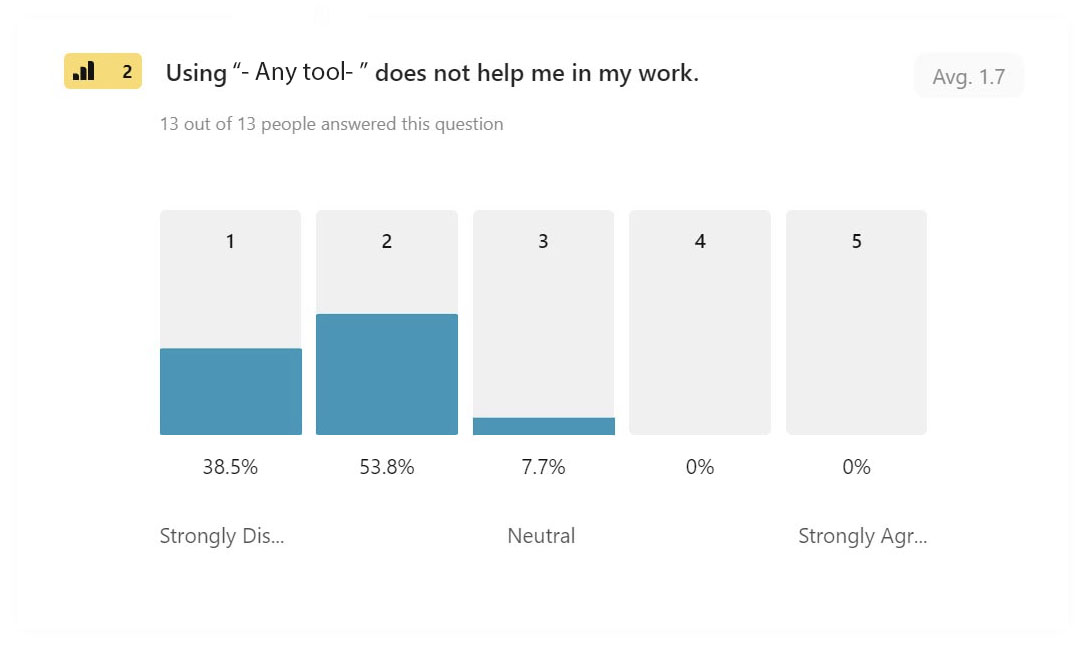 2 Using “- Any tool- ” does not help me in my work. Avg. 1.7
13 out of 13 people answered this question
1 2 3 4 5
38.5% 53.8% 7.7% 0% 0%
Strongly Dis... Neutral Strongly Agr...